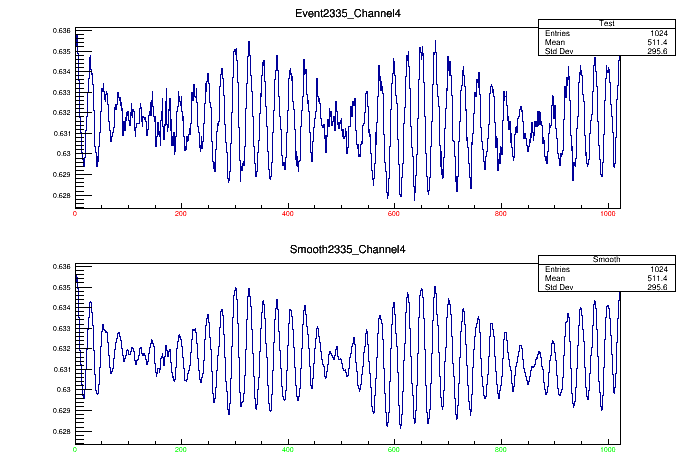 Event2335_Channel4
Test
Entries 1024
Mean 511.4
Std Dev 295.6
0.636
0.635
0.634
0.633
0.632
0.631
0.63
0.629
0.628
0 200 400 600 800 1000
Smooth2335_Channel4
Smooth
Entries 1024
Mean 511.4
Std Dev 295.6
0.636
0.635
0.634
0.633
0.632
0.631
0.63
0.629
0.628
0 200 400 600 800 1000